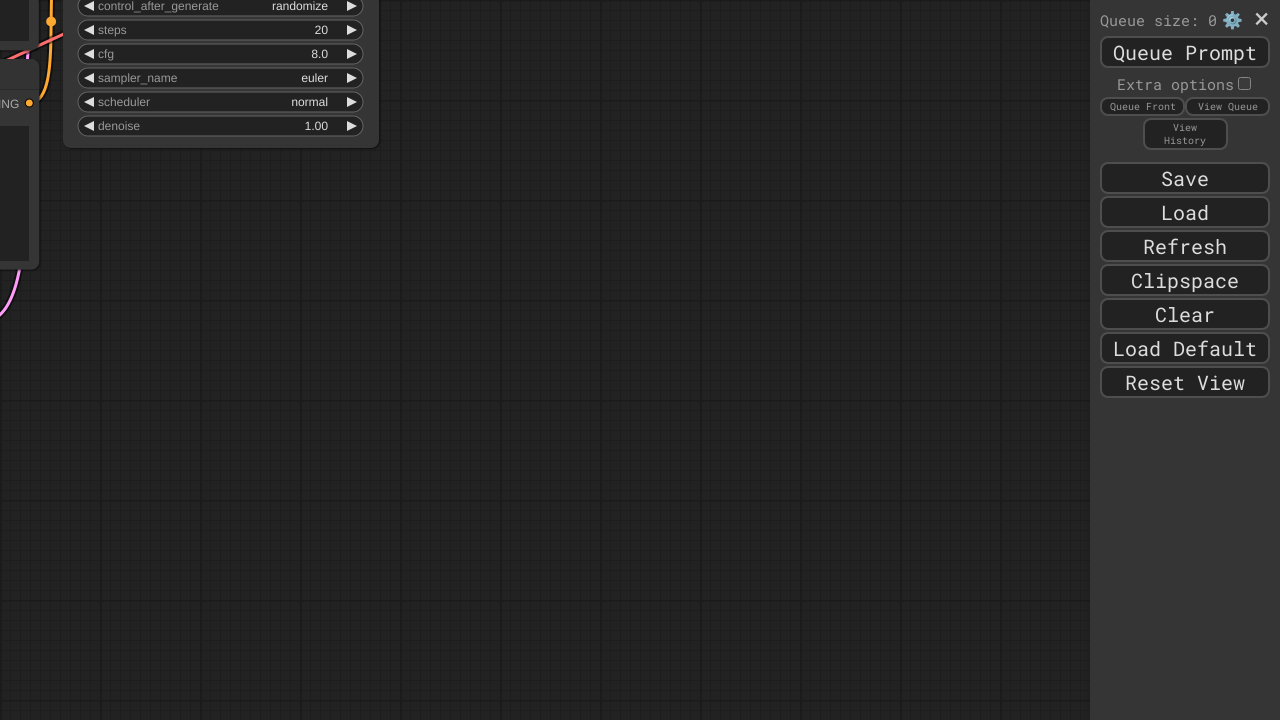 control_after_generate randomize
steps 20
cfg 8.0
sampler_name euler
scheduler normal
denoise 1.00
Queue size: 0
Queue Prompt
Extra options
Queue Front View Queue
View
History
Save
Load
Refresh
Clipspace
Clear
Load Default
Reset View